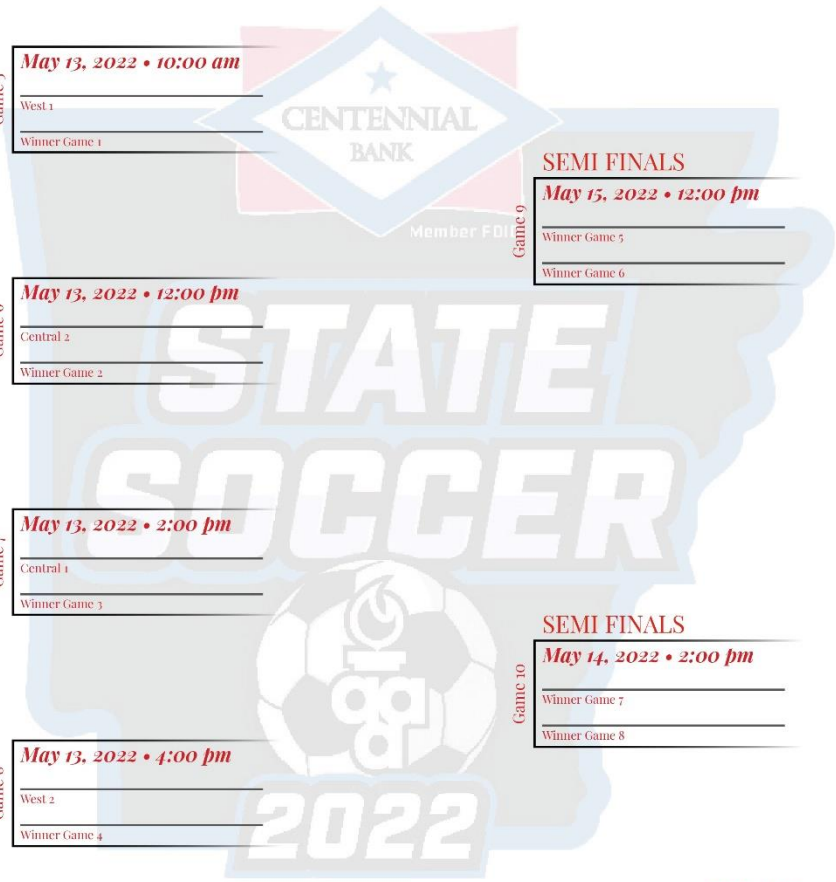 May 13, 2022 • 10:00 am
West 1
Winner Game 1
May 13, 2022 • 12:00 pm
Central 2
Winner Game 2
May 13, 2022 • 2:00 pm
Central 1
Winner Game 3
May 13, 2022 • 4:00 pm
West 2
Winner Game 4
SEMI FINALS
Game 9
May 15, 2022 • 12:00 pm
Winner Game 5
Winner Game 6
SEMI FINALS
Game 10
May 14, 2022 • 2:00 pm
Winner Game 7
Winner Game 8
CENTENNIAL
BANK
Member FDI
STATE
SOCCER
2022